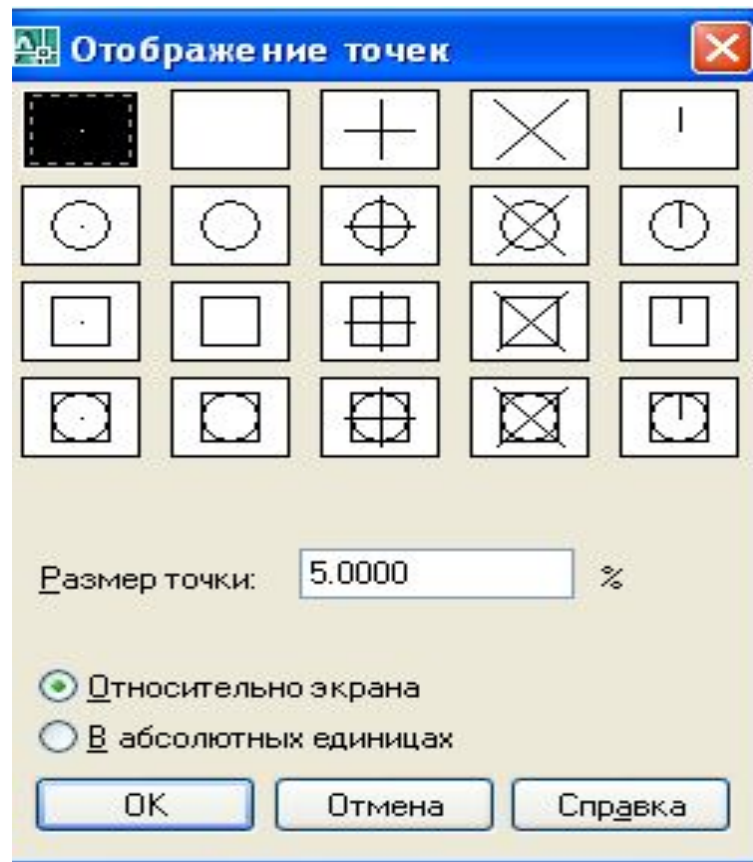 Отображение точек
Размер точки: 5.0000 %
Относительно экрана
В абсолютных единицах
OK Отмена Справка